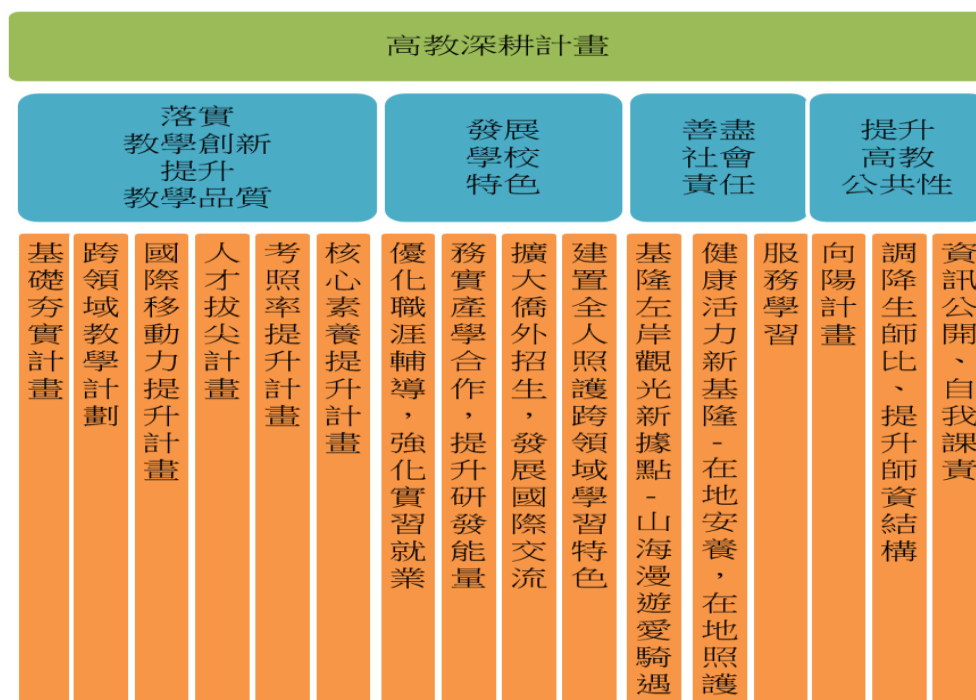 高教深耕計畫
落實
教學創新
提升
教學品質
發展
學校
特色
善盡
社會
責任
提升
高教
公共性
基礎夯實計畫
跨領域教學計劃
國際移動力提升計畫
人才拔尖計畫
考照率提升計畫
核心素養提升計畫
優化職涯輔導，強化實習就業
務實產學合作，提升研發能量
擴大僑外招生，發展國際交流
建置全人照護跨領域學習特色
基隆左岸觀光新據點-山海漫遊愛騎遇
健康活力新基隆-在地安養，在地照護
服務學習
向陽計畫
調降生師比、提升師資結構
資訊公開、自我課責